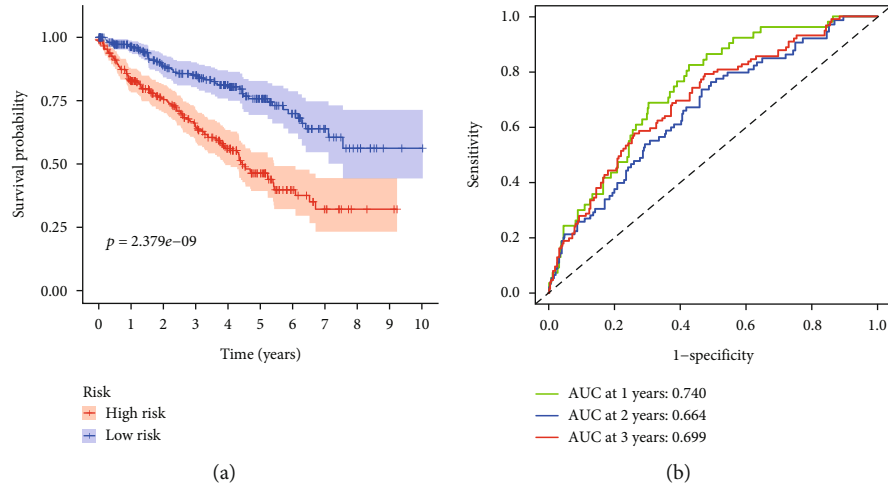 1.00
0.75
0.50
0.25
0.00
Survival probability
p = 2.379e−09
0 1 2 3 4 5 6 7 8 9 10
Time (years)
Risk
High risk
Low risk
(a)
1.0
0.8
0.6
0.4
0.2
0.0
Sensitivity
0.0 0.2 0.4 0.6 0.8 1.0
1−specificity
AUC at 1 years: 0.740
AUC at 2 years: 0.664
AUC at 3 years: 0.699
(b)